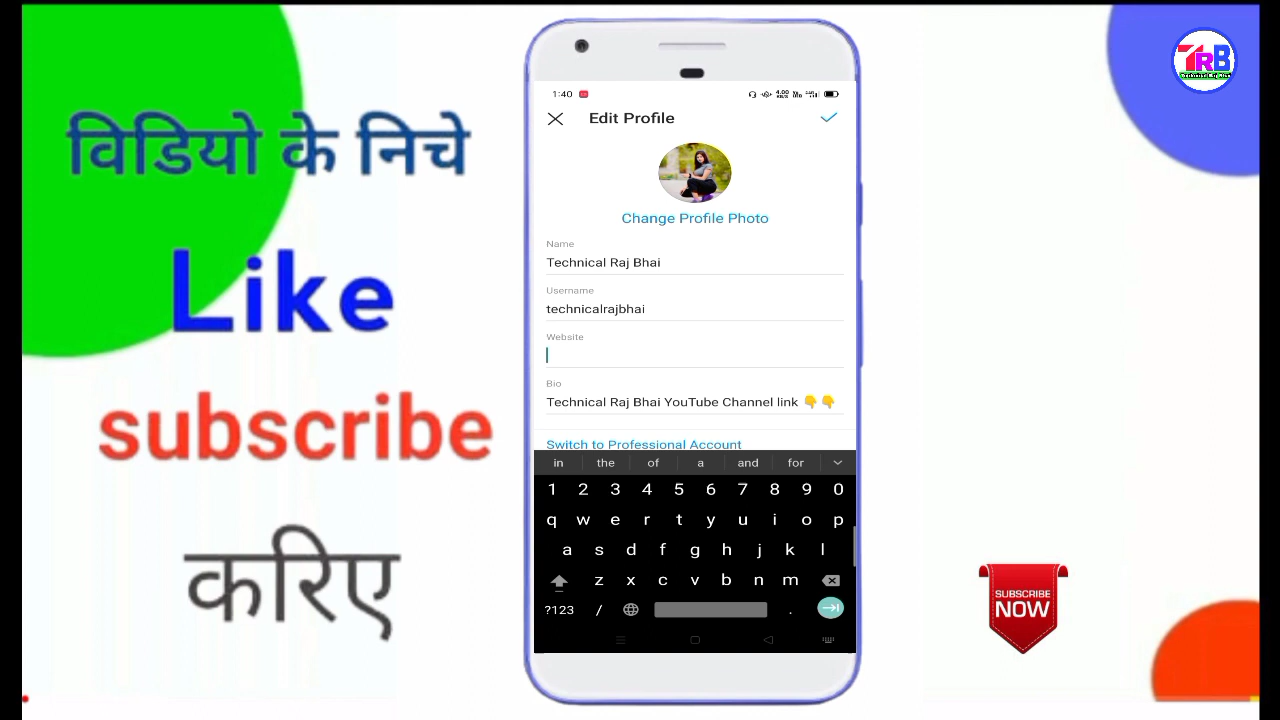 विडियो के निचे
Like
subscribe
करिए
1:40
Edit Profile
Change Profile Photo
Name
Technical Raj Bhai
Username
technicalrajbhai
Website
Bio
Technical Raj Bhai YouTube Channel link 👇👇
Switch to Professional Account
in the of a and for
1 2 3 4 5 6 7 8 9 0
q w e r t y u i o p
a s d f g h j k l
z x c v b n m
?123 / .
TRB
SUBSCRIBE
NOW